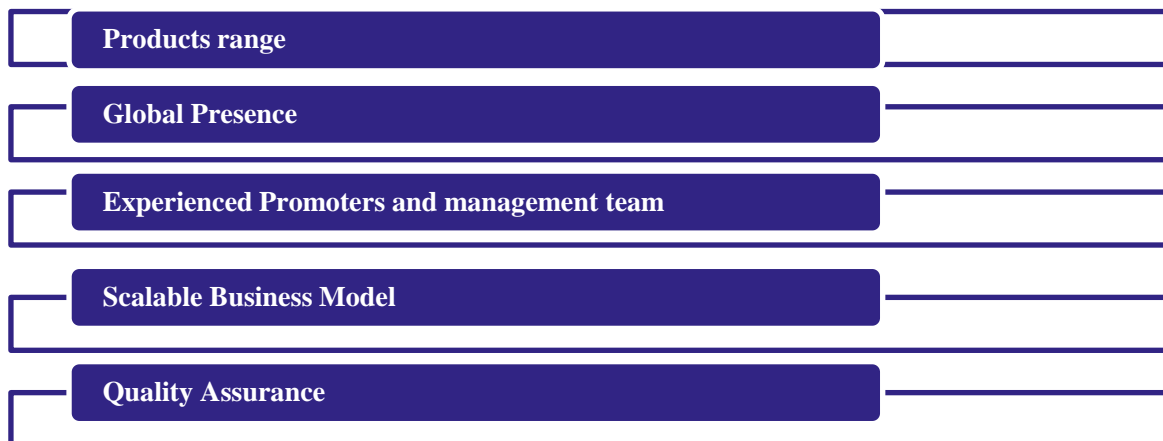 Products range
Global Presence
Experienced Promoters and management team
Scalable Business Model
Quality Assurance